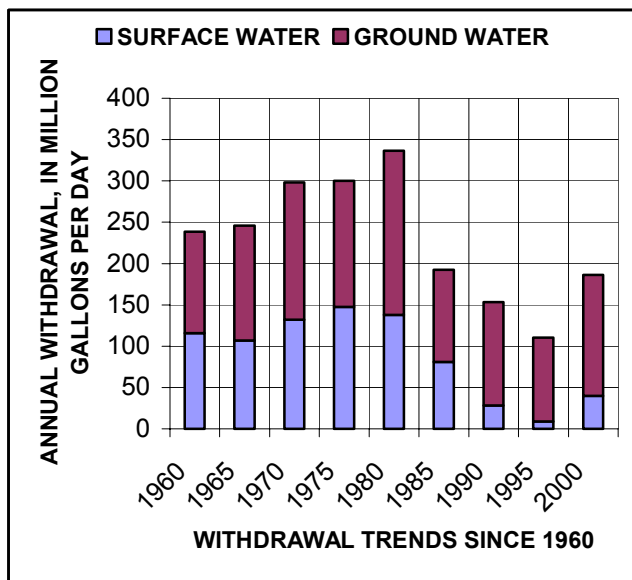 SURFACE WATER GROUND WATER
ANNUAL WITHDRAWAL, IN MILLION
GALLONS PER DAY
400
350
300
250
200
150
100
50
0
1960 1965 1970 1975 1980 1985 1990 1995 2000
WITHDRAWAL TRENDS SINCE 1960